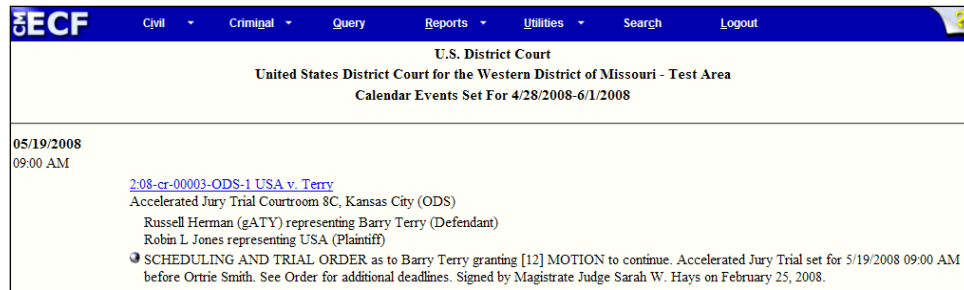 CM ECF Civil Criminal Query Reports Utilities Search Logout ?
U.S. District Court
United States District Court for the Western District of Missouri - Test Area
Calendar Events Set For 4/28/2008-6/1/2008
05/19/2008
09:00 AM
2:08-cr-00003-ODS-1 USA v. Terry
Accelerated Jury Trial Courtroom 8C, Kansas City (ODS)
Russell Herman (gATY) representing Barry Terry (Defendant)
Robin L Jones representing USA (Plaintiff)
SCHEDULING AND TRIAL ORDER as to Barry Terry granting [12] MOTION to continue. Accelerated Jury Trial set for 5/19/2008 09:00 AM
before Ortrie Smith. See Order for additional deadlines. Signed by Magistrate Judge Sarah W. Hays on February 25, 2008.